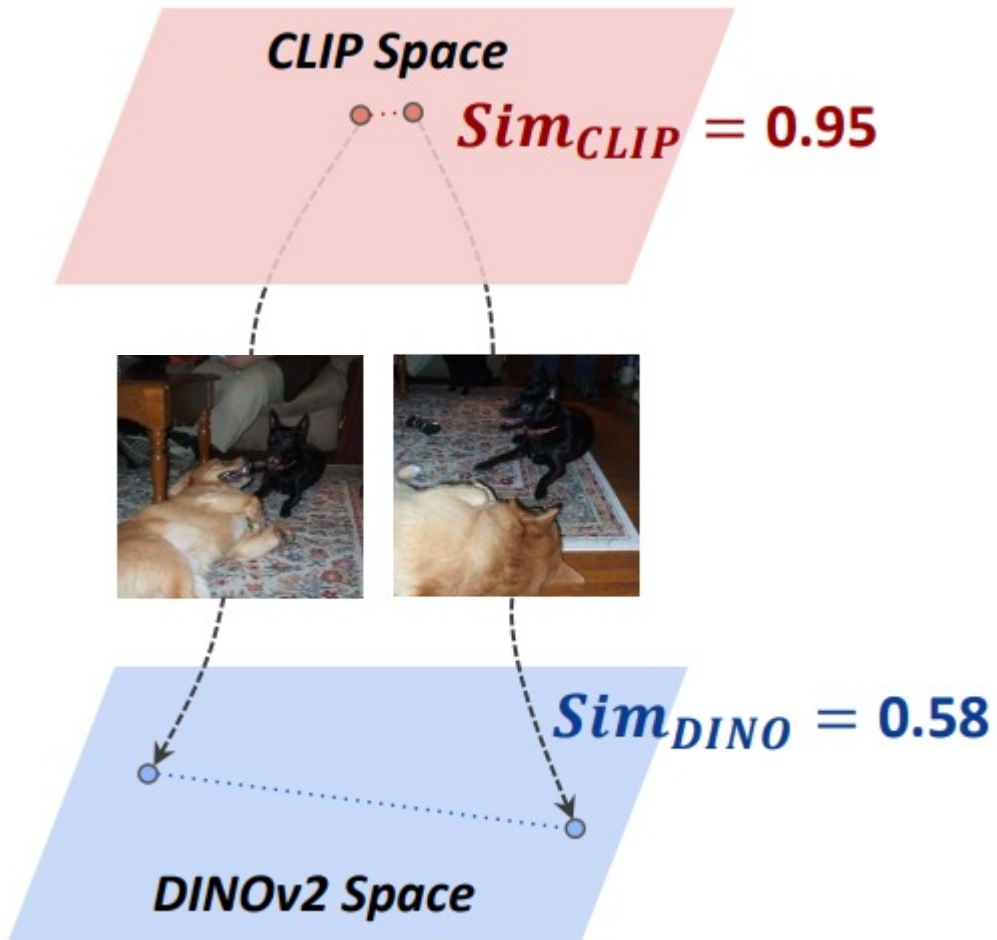 CLIP Space
Sim_CLIP = 0.95
Sim_DINO = 0.58
DINOv2 Space